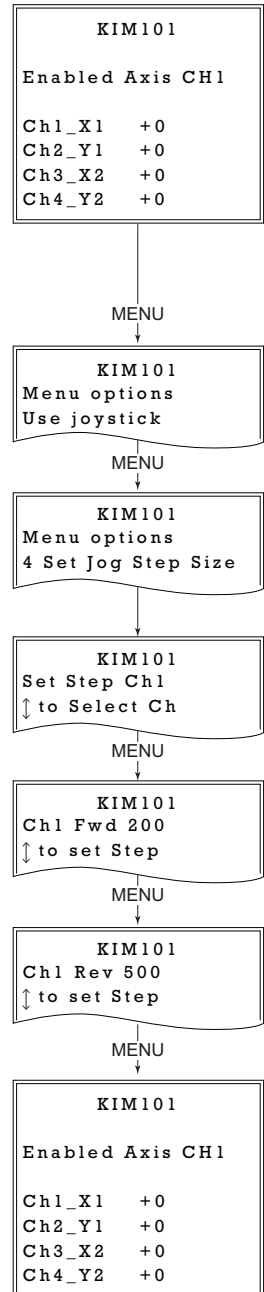 KIM101
Enabled Axis CH1
Ch1_X1 +0
Ch2_Y1 +0
Ch3_X2 +0
Ch4_Y2 +0
MENU
KIM101
Menu options
Use joystick
MENU
KIM101
Menu options
4 Set Jog Step Size
KIM101
Set Step Ch1
↕ to Select Ch
MENU
KIM101
Ch1 Fwd 200
↕ to set Step
MENU
KIM101
Ch1 Rev 500
↕ to set Step
MENU
KIM101
Enabled Axis CH1
Ch1_X1 +0
Ch2_Y1 +0
Ch3_X2 +0
Ch4_Y2 +0